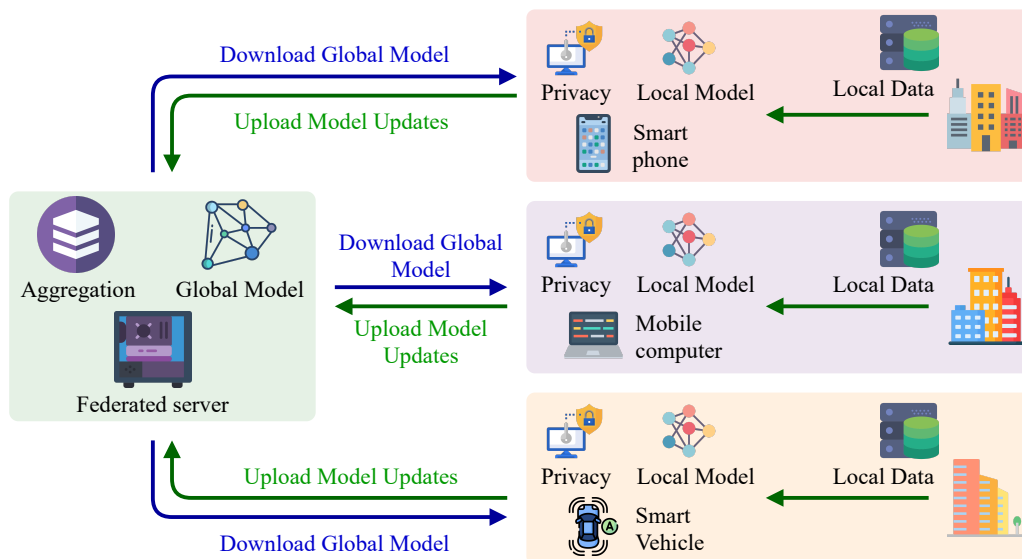 Download Global Model
Upload Model Updates
Privacy
Local Model
Local Data
Smart
phone
Aggregation
Global Model
Federated server
Download Global
Model
Upload Model
Updates
Privacy
Local Model
Local Data
Mobile
computer
Upload Model Updates
Download Global Model
Privacy
Local Model
Local Data
A
Smart
Vehicle